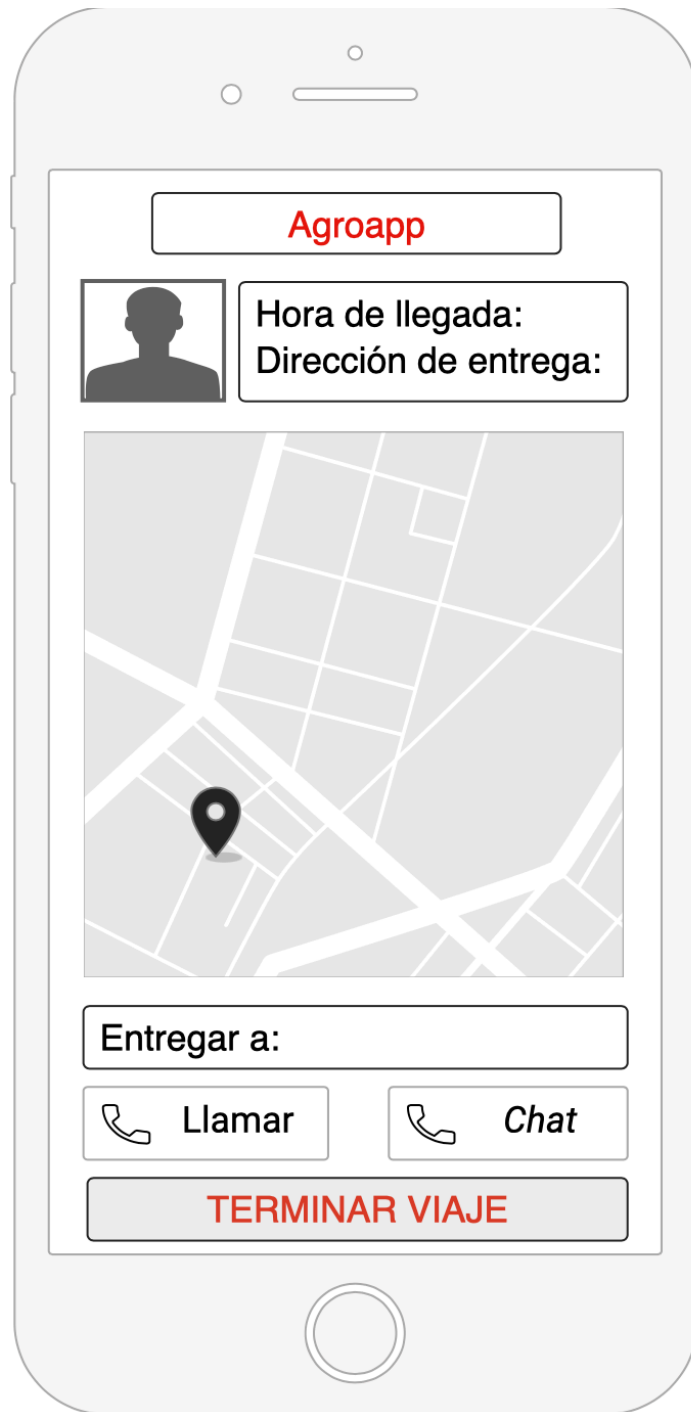 Agroapp
Hora de llegada:
Dirección de entrega:
Entregar a:
Llamar
Chat
TERMINAR VIAJE